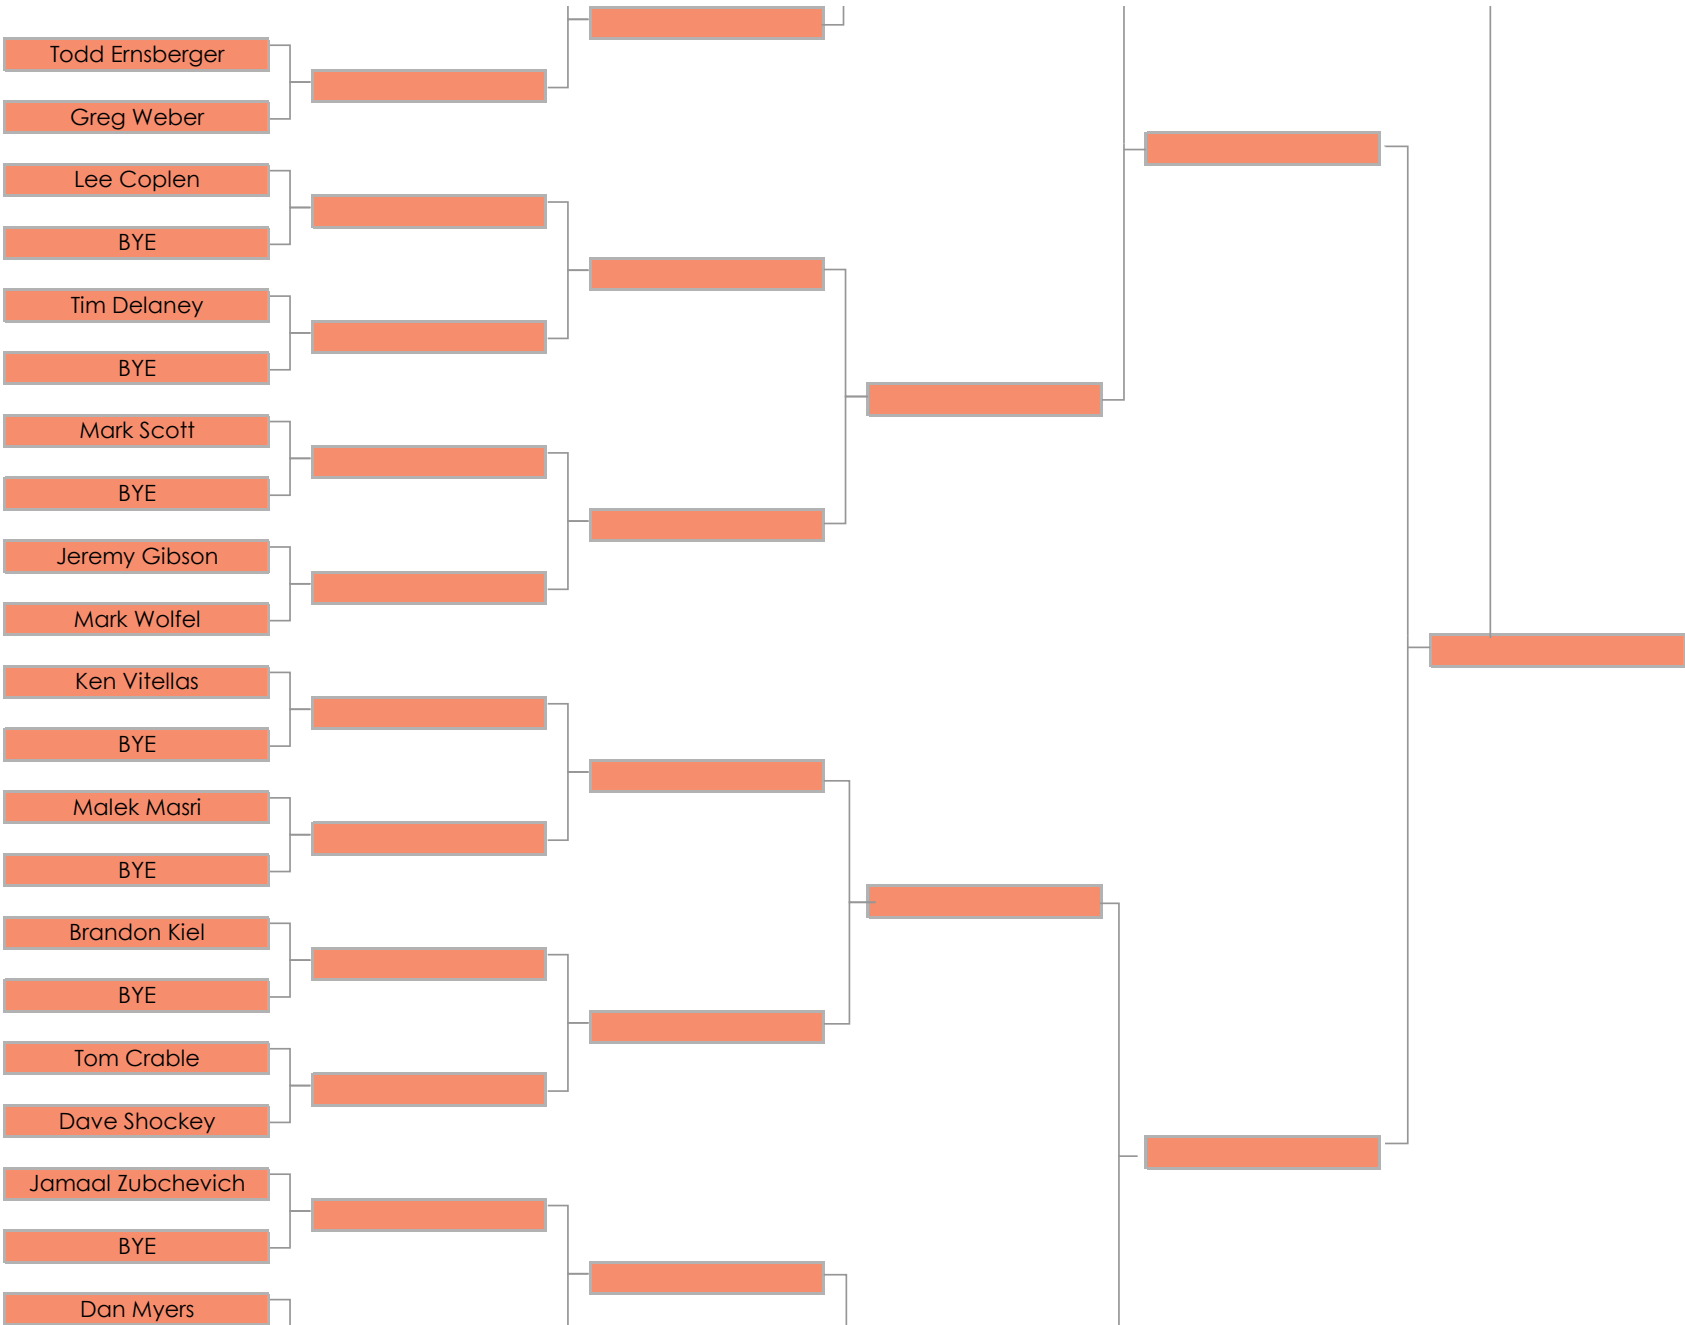 Todd Ernsberger
Greg Weber
Lee Coplen
BYE
Tim Delaney
BYE
Mark Scott
BYE
Jeremy Gibson
Mark Wolfel
Ken Vitellas
BYE
Malek Masri
BYE
Brandon Kiel
BYE
Tom Crable
Dave Shockey
Jamaal Zubchevich
BYE
Dan Myers